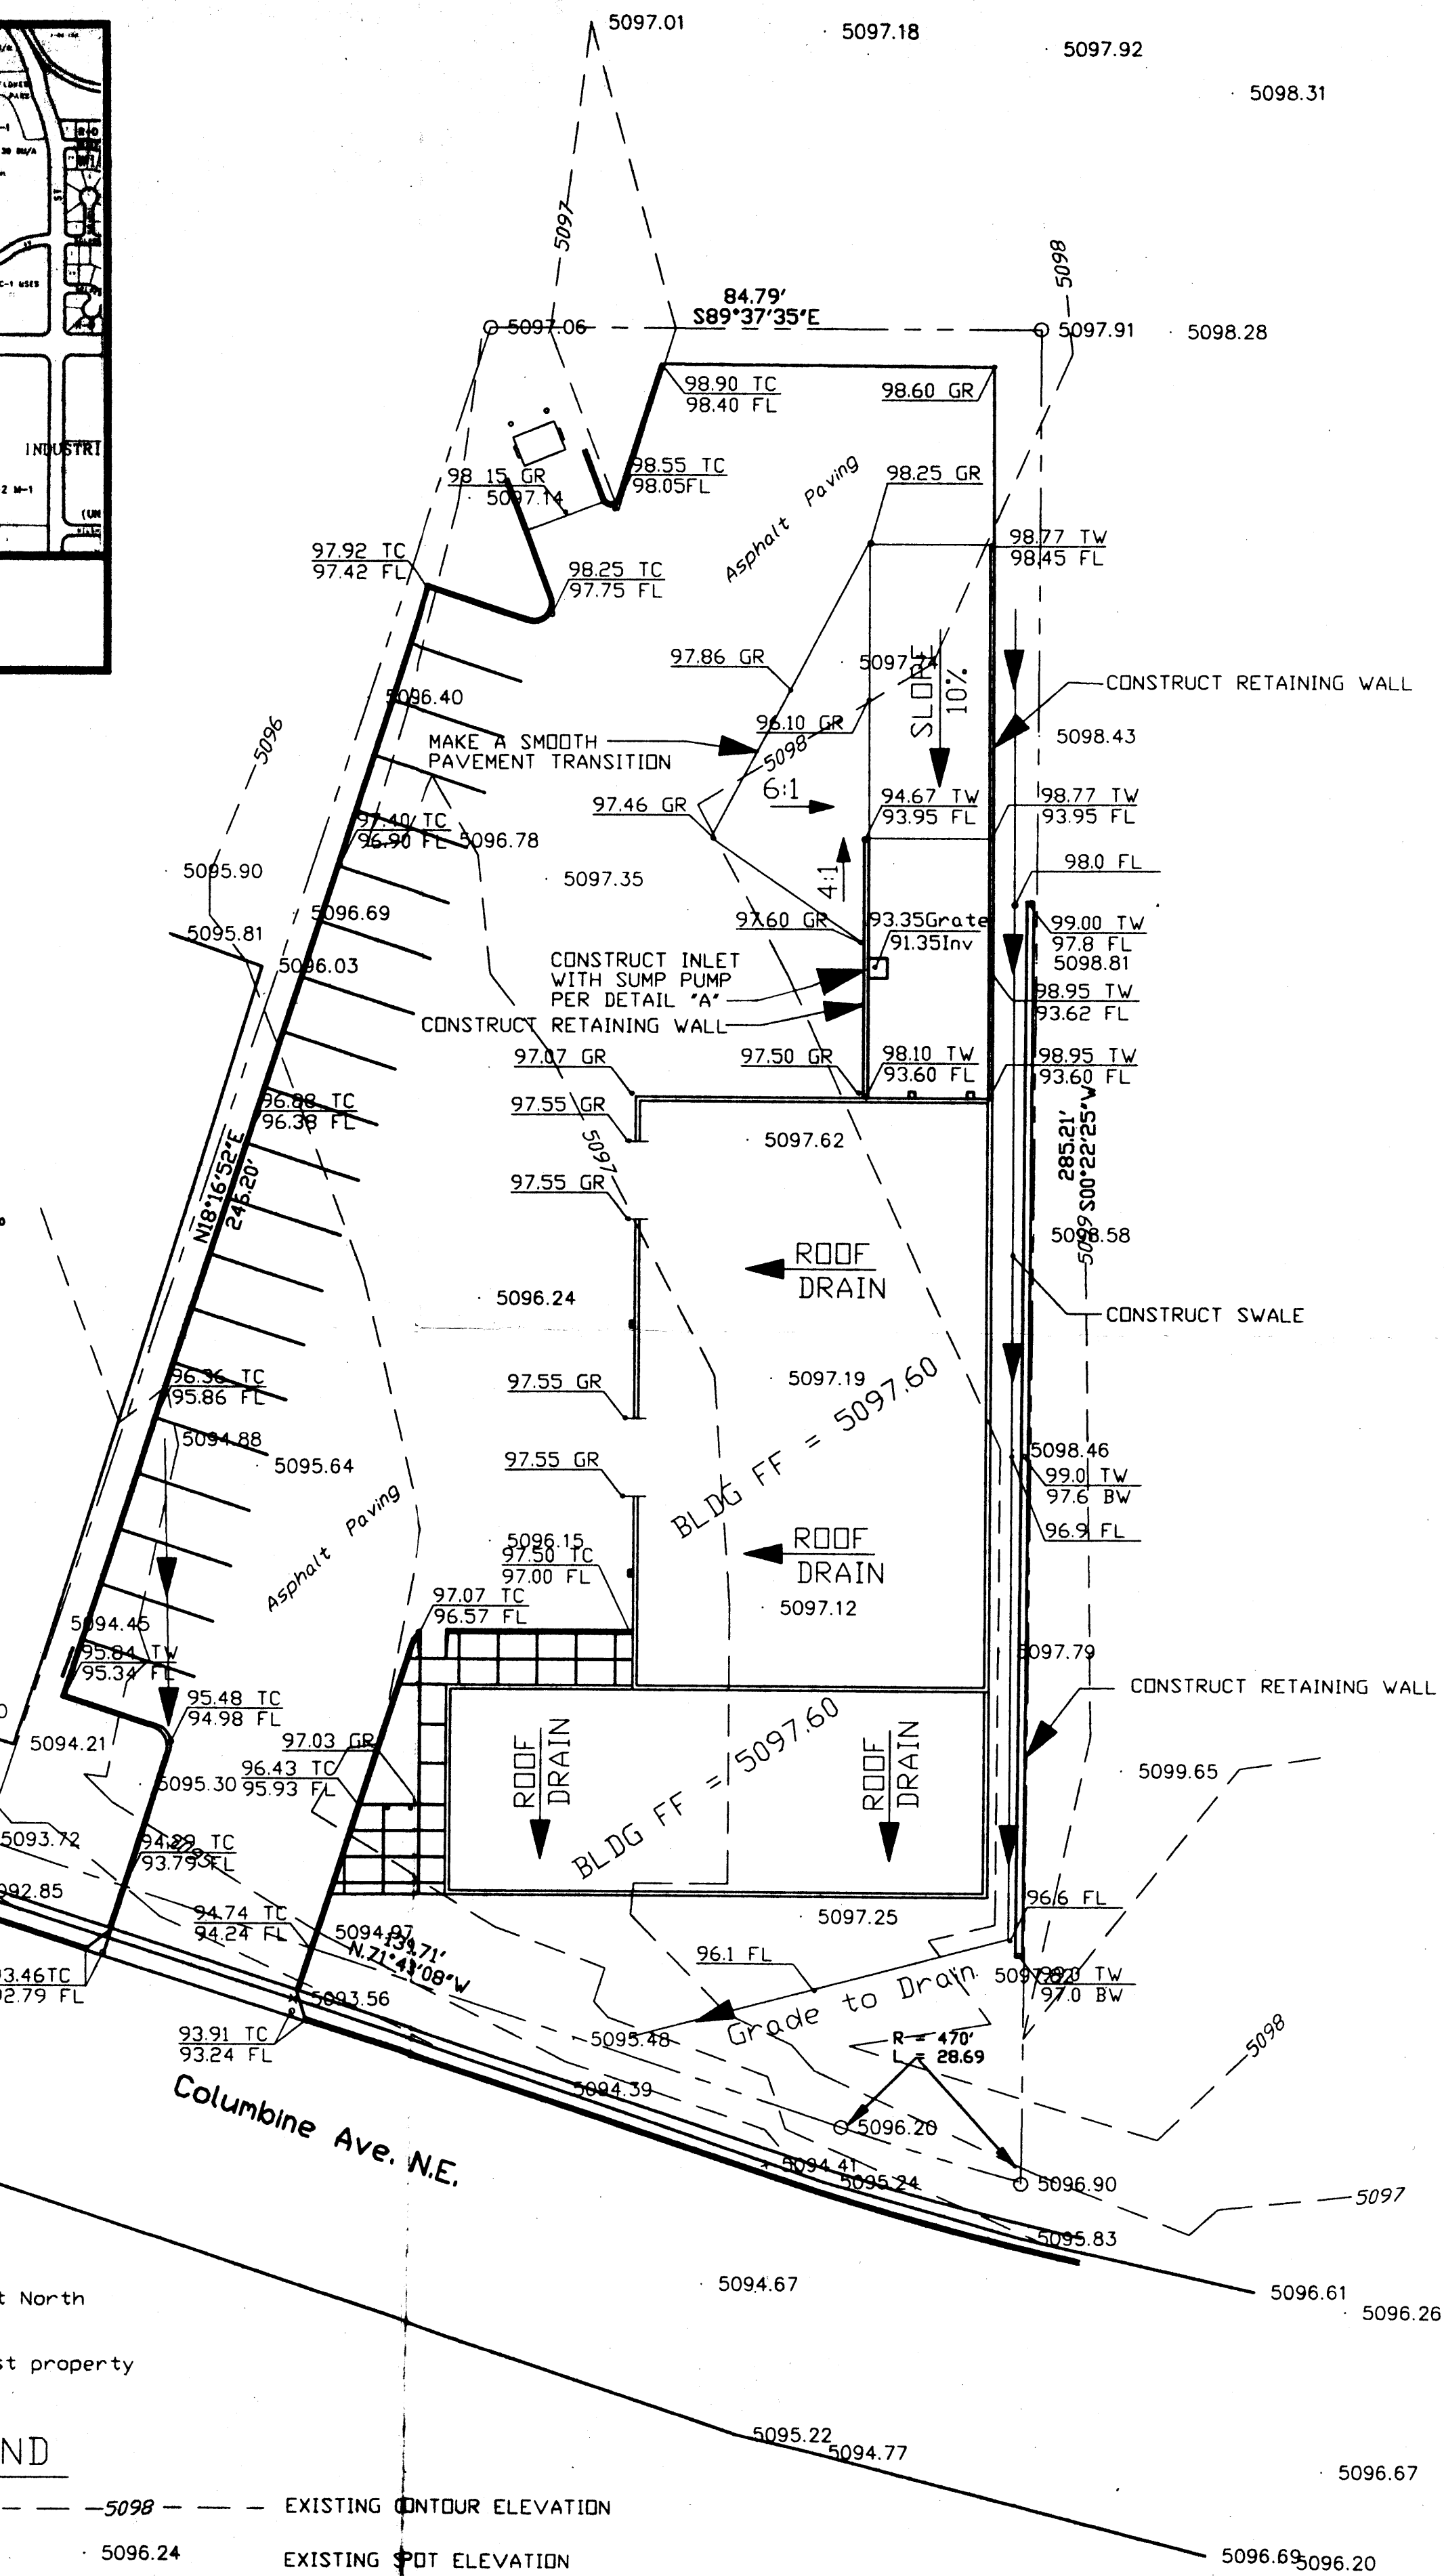 5097.01
5097.18
5097.92
5098.31
5097
5098
84.79'
S89°37'35"E
5097.06
5097.91
5098.28
98.90 TC
98.40 FL
98.60 GR
INDUSTRI
98.55 TC
98.05FL
98 15 GR
5097.14
98.25 GR
Asphalt Paving
97.92 TC
97.42 FL
98.25 TC
97.75 FL
98.77 TW
98.45 FL
97.86 GR
5097.74
SLOPE
10%
CONSTRUCT RETAINING WALL
5096.40
96.10 GR
5098.43
5096
MAKE A SMOOTH
PAVEMENT TRANSITION
5098
6:1
97.46 GR
94.67 TW
93.95 FL
98.77 TW
93.95 FL
97.40 TC
96.90 FL
5096.78
5095.90
5097.35
4:1
98.0 FL
5096.69
5095.81
97.60 GR
93.35Grate
91.35Inv
99.00 TW
97.8 FL
5098.81
5096.03
CONSTRUCT INLET
WITH SUMP PUMP
PER DETAIL "A"
98.95 TW
93.62 FL
CONSTRUCT RETAINING WALL
97.07 GR
97.50 GR
98.10 TW
93.60 FL
98.95 TW
93.60 FL
96.88 TC
96.38 FL
97.55 GR
5097.62
5097
285.21'
S00°22'25"W
N18°16'52"E
245.20'
97.55 GR
5099
5098.58
ROOF
DRAIN
5096.24
CONSTRUCT SWALE
96.36 TC
95.86 FL
97.55 GR
5097.19
BLDG FF = 5097.60
5094.88
5095.64
97.55 GR
5098.46
99.0 TW
97.6 BW
Asphalt Paving
96.9 FL
5096.15
97.50 TC
97.00 FL
ROOF
DRAIN
97.07 TC
96.57 FL
5097.12
5094.45
95.84 TW
95.34 FL
5097.79
CONSTRUCT RETAINING WALL
95.48 TC
94.98 FL
5094.21
97.03 GR
ROOF
DRAIN
BLDG FF = 5097.60
ROOF
DRAIN
5095.30
96.43 TC
95.93 FL
5099.65
5093.72
93.79 FL
092.85
96.6 FL
94.74 TC
94.24 FL
5094.97
5097.25
N.71°43'08"W
96.1 FL
3.46TC
2.79 FL
97.0 BW
Grade to Drain
5093.56
93.91 TC
93.24 FL
5095.48
R = 470'
L = 28.69
5098
Columbine Ave. N.E.
5094.39
5096.20
5094.41
5095.24
5096.90
5097
5095.83
5094.67
5096.61
5096.26
t North
st property
5095.22
5094.77
5096.67
ND
5098
EXISTING CONTOUR ELEVATION
5096.24
EXISTING SPOT ELEVATION
5096.69
5096.20